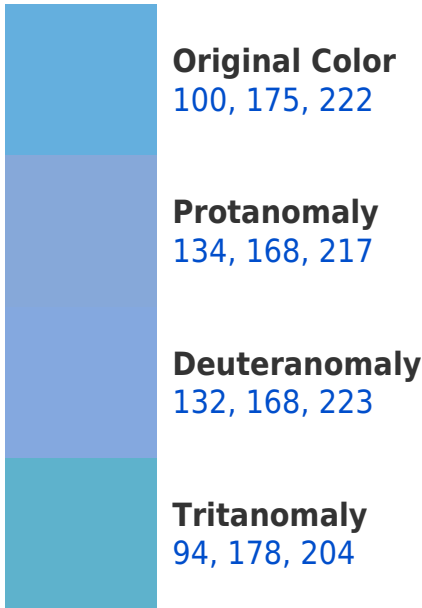 Original Color
100, 175, 222
Protanomaly
134, 168, 217
Deuteranomaly
132, 168, 223
Tritanomaly
94, 178, 204